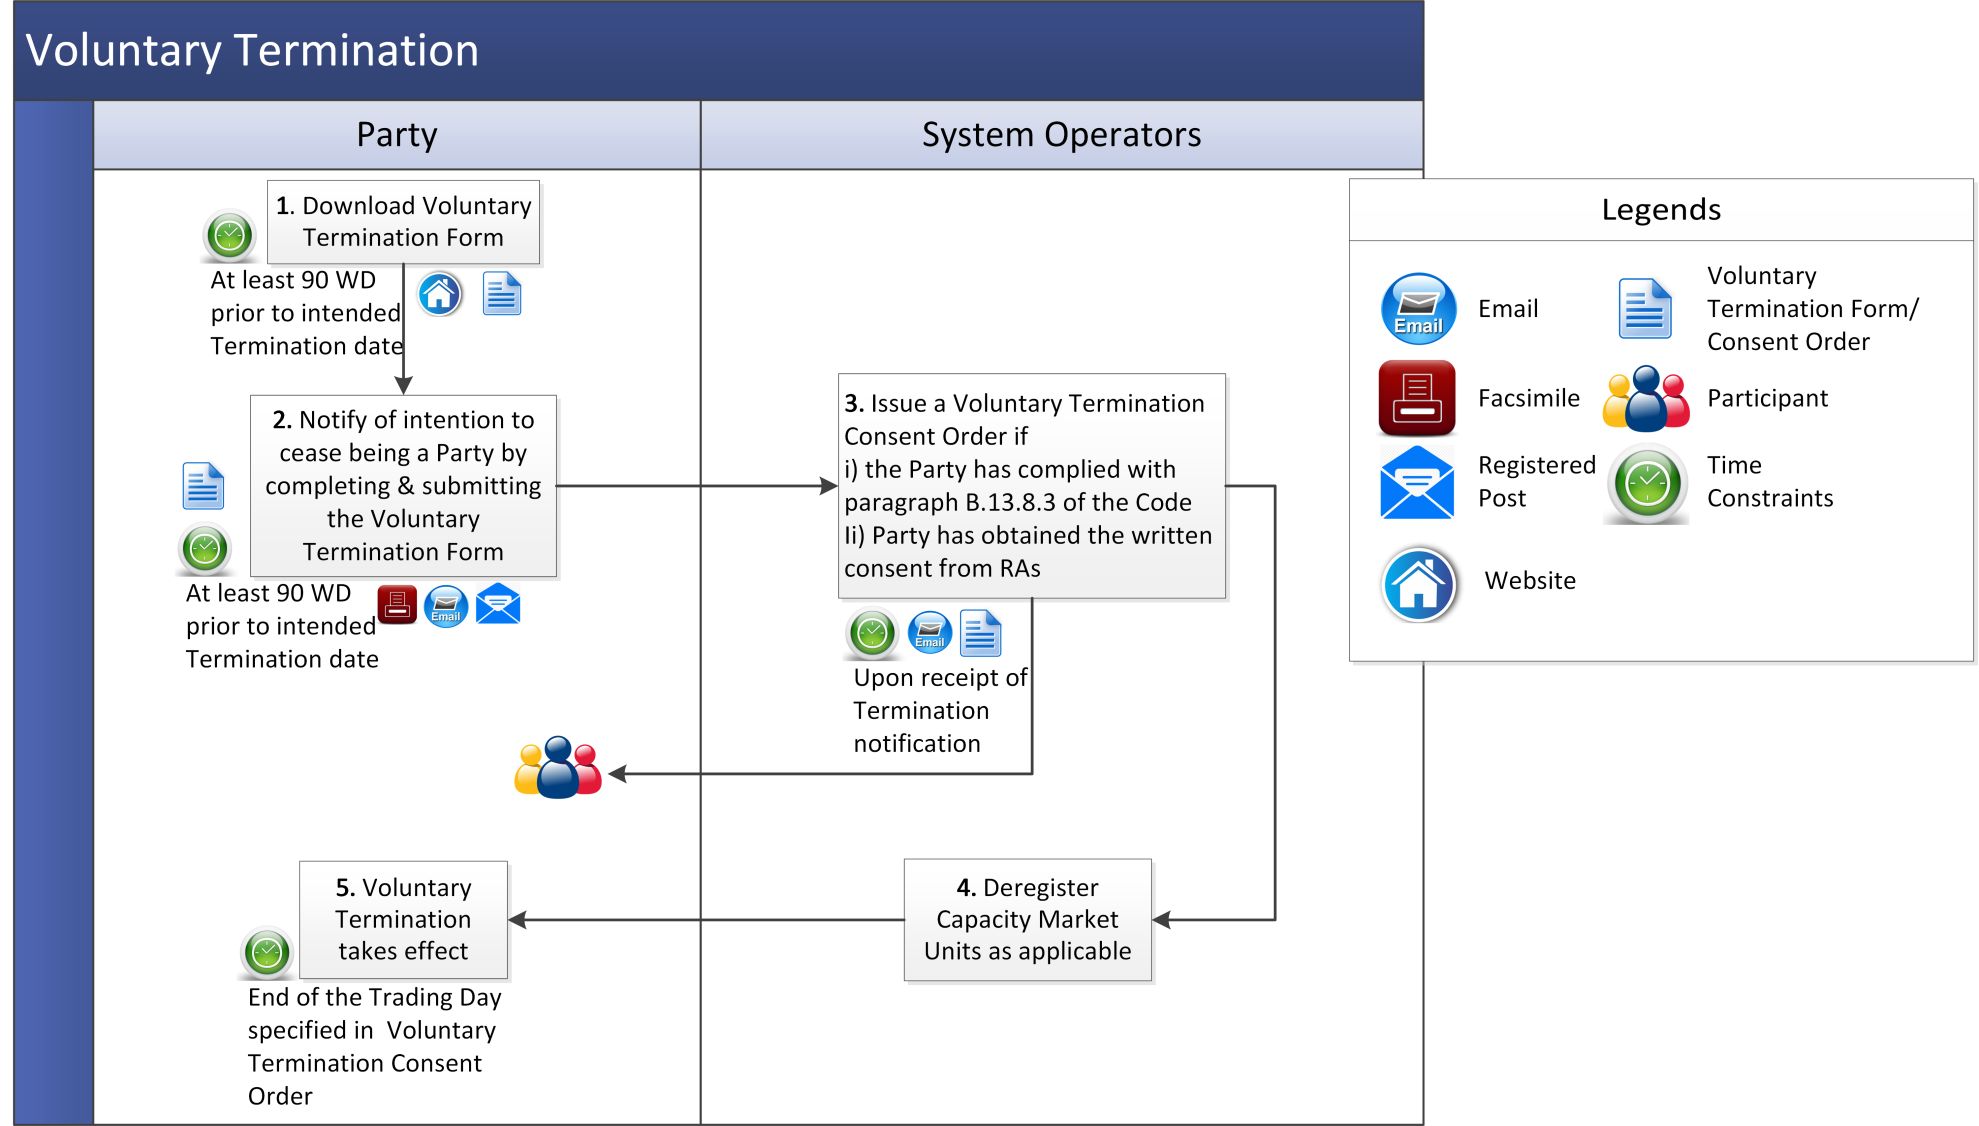 Voluntary Termination
Party
System Operators
1. Download Voluntary
Termination Form
At least 90 WD
prior to intended
Termination date
2. Notify of intention to
cease being a Party by
completing & submitting
the Voluntary
Termination Form
At least 90 WD
prior to intended
Termination date
Email
3. Issue a Voluntary Termination
Consent Order if
i) the Party has complied with
paragraph B.13.8.3 of the Code
Ii) Party has obtained the written
consent from RAs
Email
Upon receipt of
Termination
notification
4. Deregister
Capacity Market
Units as applicable
5. Voluntary
Termination
takes effect
End of the Trading Day
specified in  Voluntary
Termination Consent
Order
Legends
Email
Email
Voluntary
Termination Form/
Consent Order
Facsimile
Participant
Registered
Post
Time
Constraints
Website